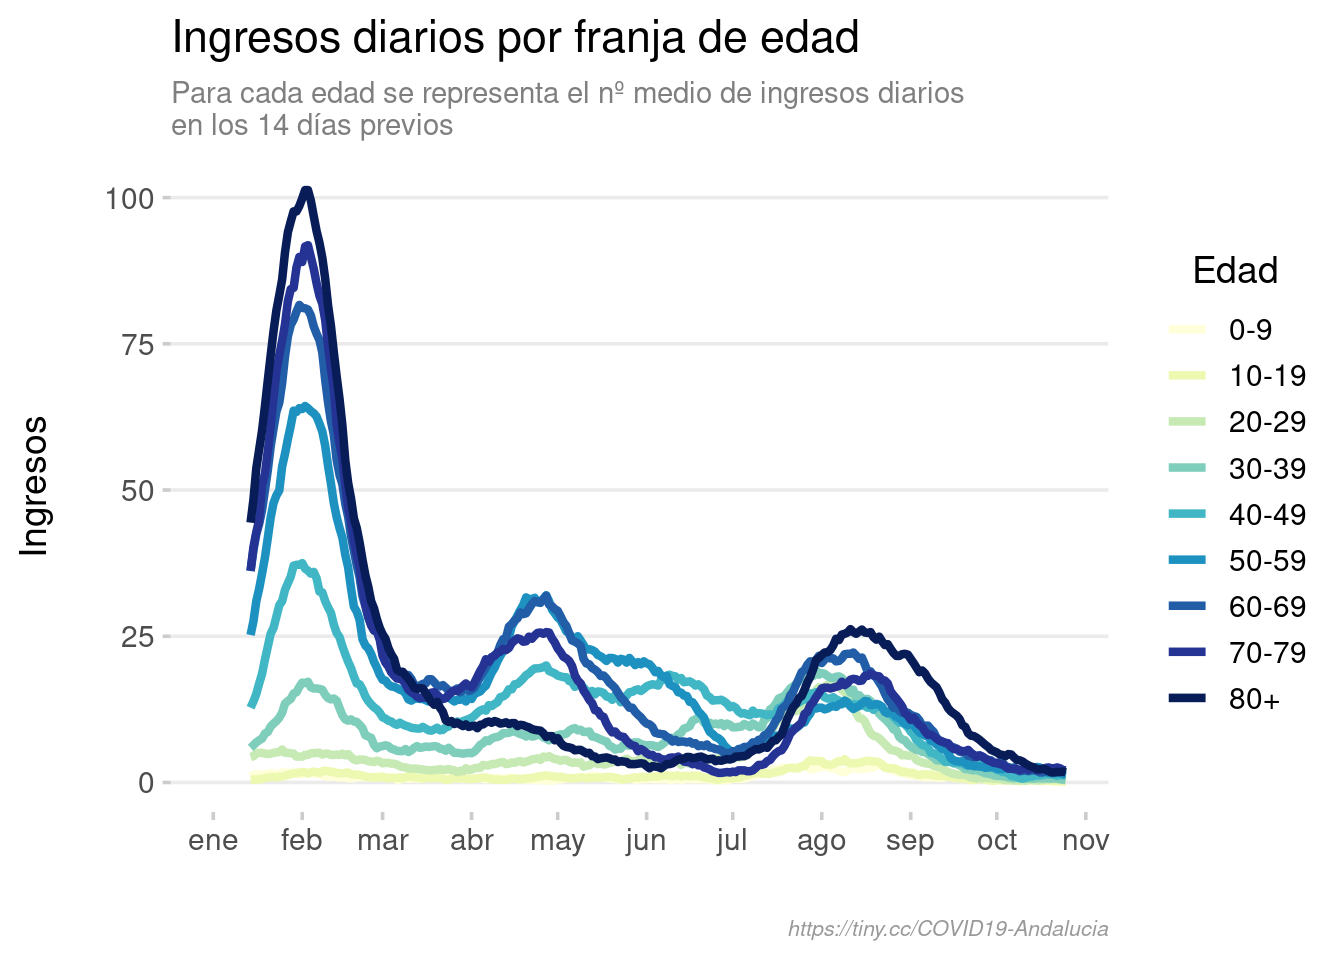 Ingresos diarios por franja de edad
Para cada edad se representa el nº medio de ingresos diarios
en los 14 días previos
Ingresos
100
75
50
25
0
ene feb mar abr may jun jul ago sep oct nov
Edad
0-9
10-19
20-29
30-39
40-49
50-59
60-69
70-79
80+
https://tiny.cc/COVID19-Andalucia